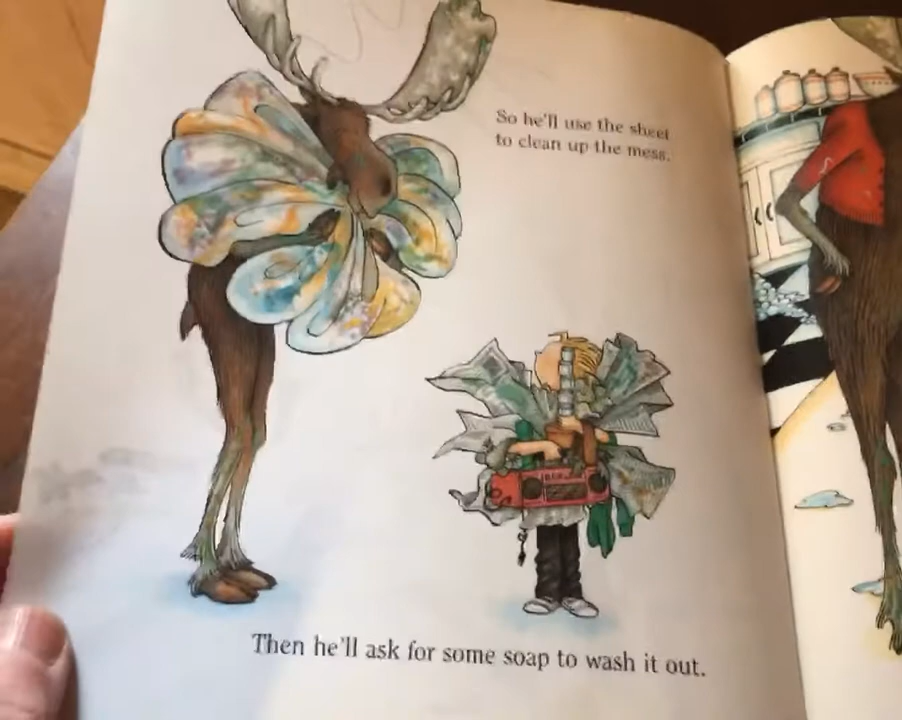 So he'll use the sheet
to clean up the mess.
Then he'll ask for some soap to wash it out.